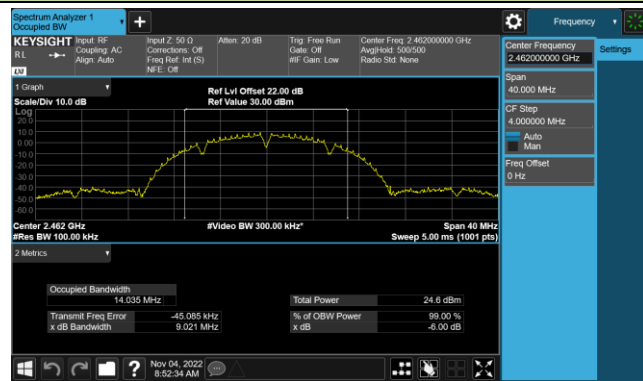 Spectrum Analyzer 1
Occupied BW
Frequency
KEYSIGHT
Input: RF
Input Z: 50 Ω
Atten: 20 dB
Trig: Free Run
Center Freq: 2.462000000 GHz
RL
Coupling: AC
Corrections: Off
Gate: Off
Avg|Hold: 500/500
Align: Auto
Freq Ref: Int (S)
#IF Gain: Low
Radio Std: None
NFE: Off
LXI
Center Frequency
2.462000000 GHz
Settings
Span
40.000 MHz
CF Step
4.000000 MHz
Auto
Man
Freq Offset
0 Hz
1 Graph
Scale/Div 10.0 dB
Ref Lvl Offset 22.00 dB
Ref Value 30.00 dBm
Log
20.0
10.0
0.00
-10.0
-20.0
-30.0
-40.0
-50.0
-60.0
Center 2.462 GHz
#Video BW 300.00 kHz*
Span 40 MHz
#Res BW 100.00 kHz
Sweep 5.00 ms (1001 pts)
2 Metrics
Occupied Bandwidth
14.035 MHz
Total Power
24.6 dBm
Transmit Freq Error
-45.085 kHz
% of OBW Power
99.00 %
x dB Bandwidth
9.021 MHz
x dB
-6.00 dB
?
Nov 04, 2022
8:52:34 AM